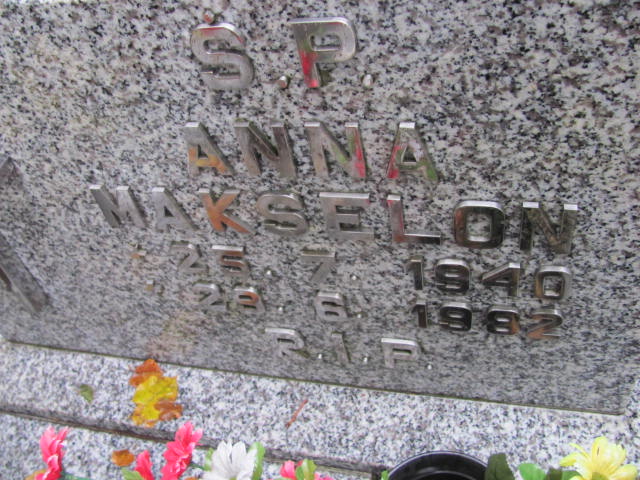 Ś.P.
ANNA
MAKSELON
* 25. 7. 1940
- 28. 6. 1982
R.I.P.